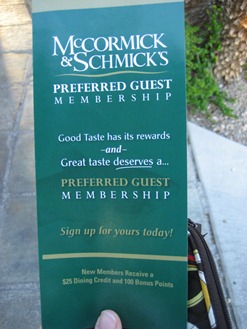 McCORMICK
& SCHMICK'S
PREFERRED GUEST
MEMBERSHIP
Good Taste has its rewards
-and-
Great taste deserves a...
PREFERRED GUEST
MEMBERSHIP
Sign up for yours today!
New Members Receive a
$25 Dining Credit and 100 Bonus Points